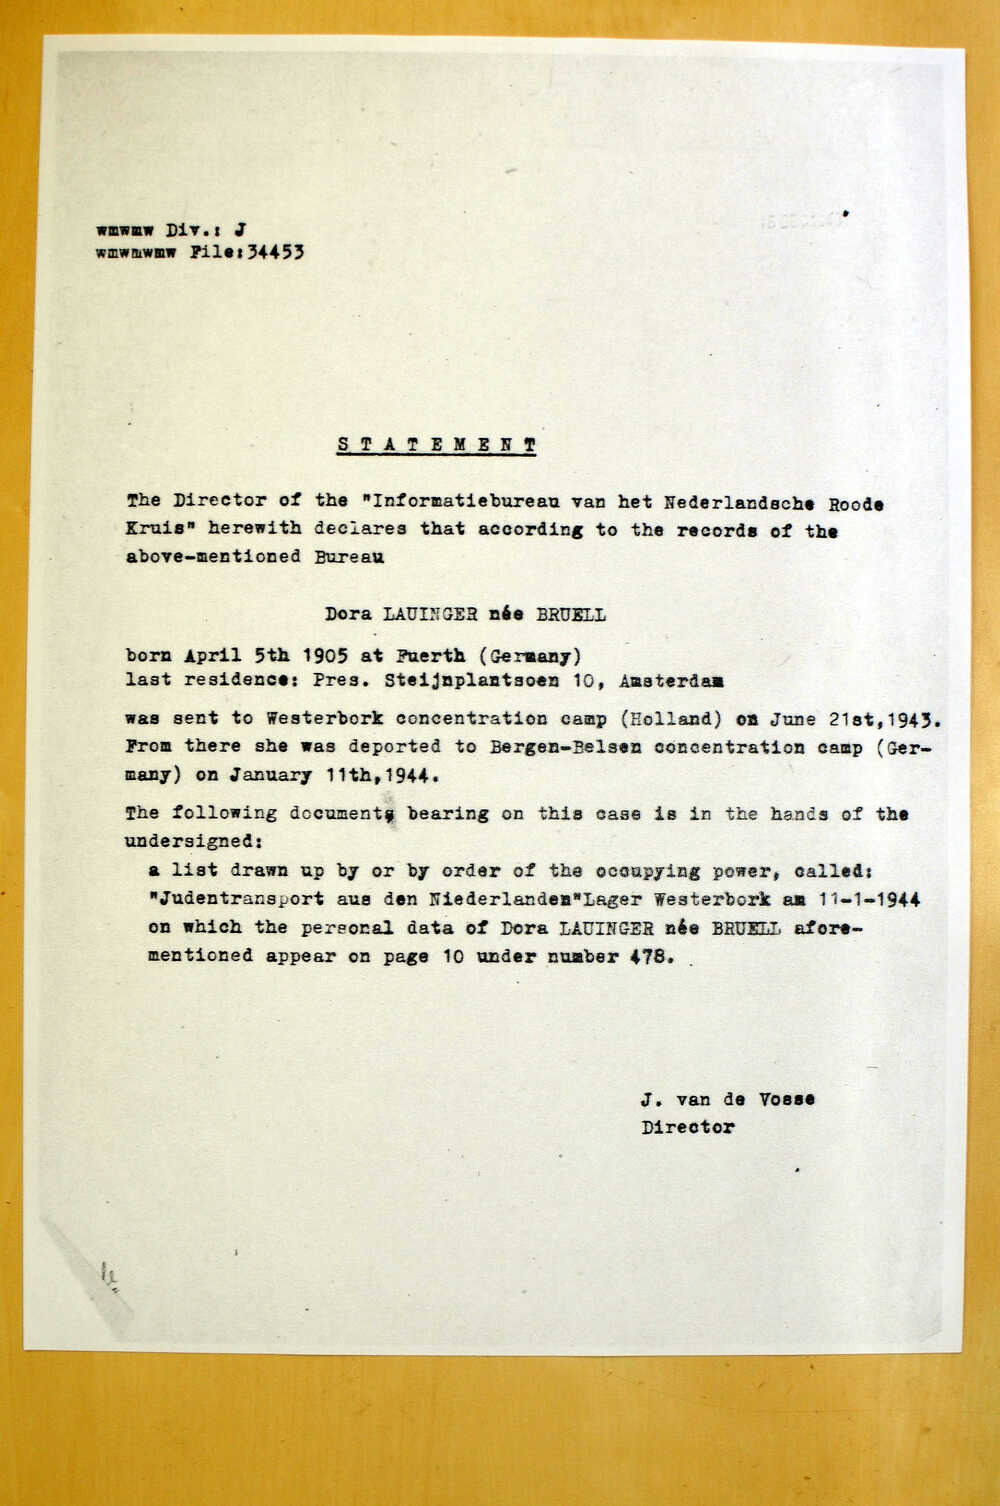 wmwmw Div.: J
wmwmwmw File:34453
S T A T E M E N T
The Director of the "Informatiebureau van het Nederlandsche Roode
Kruis" herewith declares that according to the records of the
above-mentioned Bureau
Dora LAUINGER née BRUELL
born April 5th 1905 at Fuerth (Germany)
last residence: Pres. Steijnplantsoen 10, Amsterdam
was sent to Westerbork concentration camp (Holland) on June 21st,1943.
From there she was deported to Bergen-Belsen concentration camp (Ger-
many) on January 11th,1944.
The following documents bearing on this case is in the hands of the
undersigned:
a list drawn up by or by order of the occupying power, called:
"Judentransport aus den Niederlanden"Lager Westerbork am 11-1-1944
on which the personal data of Dora LAUINGER née BRUELL afore-
mentioned appear on page 10 under number 478.
J. van de Vosse
Director